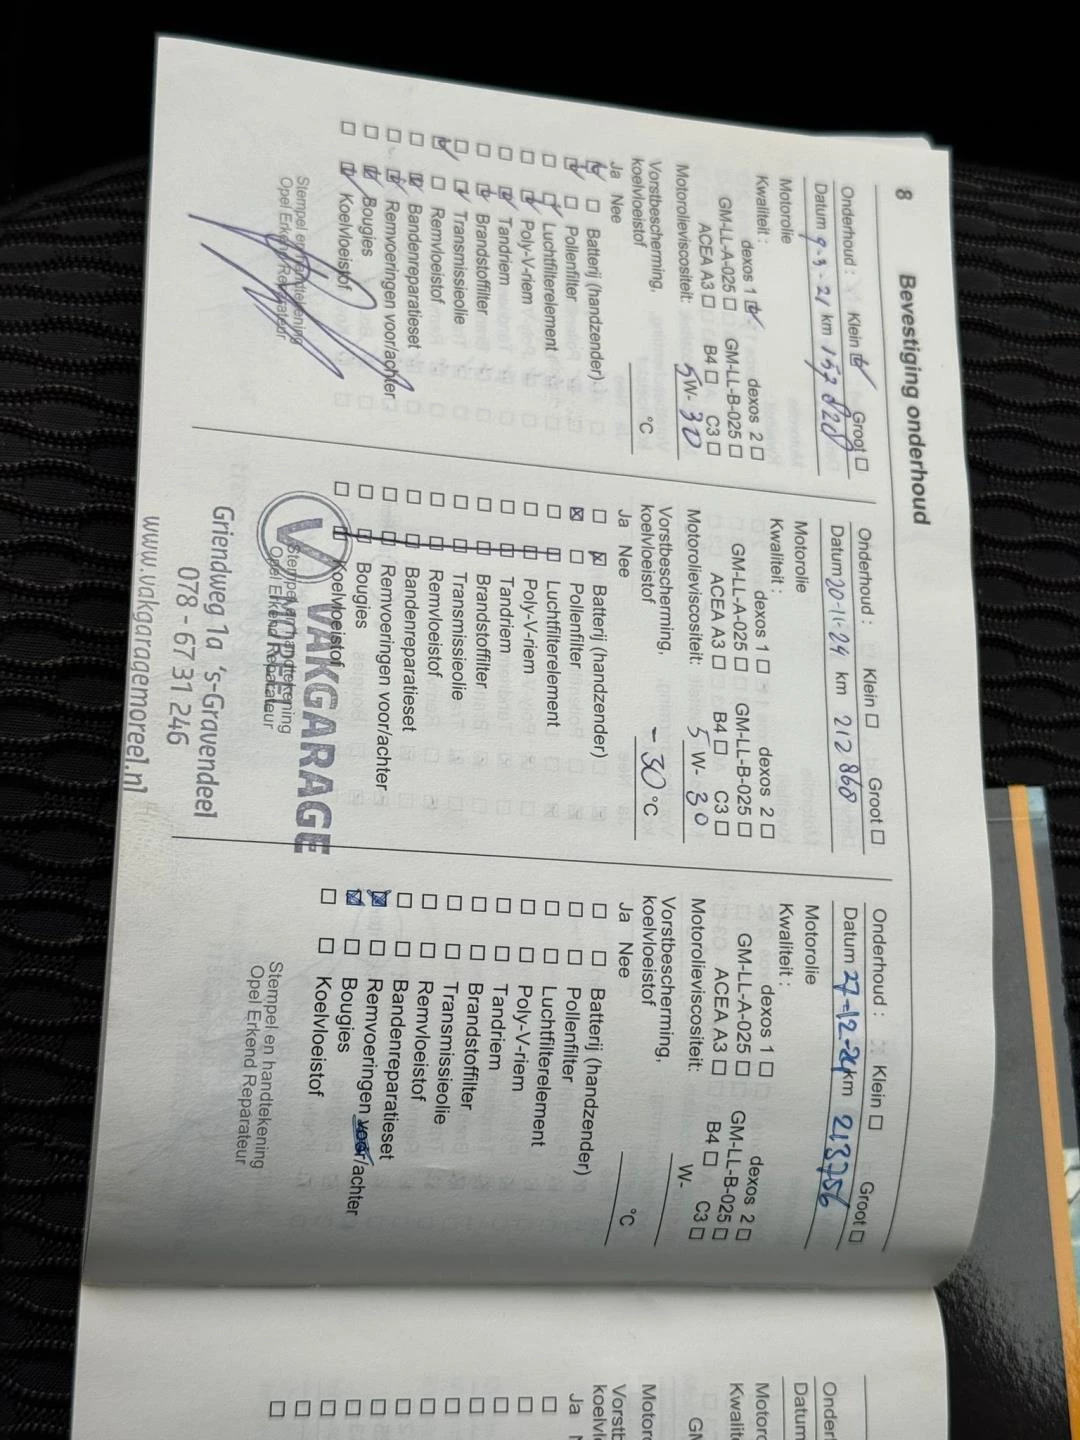 8 Bevestiging onderhoud
Onderhoud : Klein ☑ Groot ☐
Datum 9-3-21 km
Motorolie
Kwaliteit : dexos 1 ☑ dexos 2 ☐
GM-LL-A-025 ☐ GM-LL-B-025 ☐
ACEA A3 ☐ B4 ☐ C3 ☐
Motorolieviscositeit: 5W-30
Vorstbescherming,
koelvloeistof °C
Ja Nee
☑ ☐ Batterij (handzender)
☑ ☐ Pollenfilter
☐ ☑ Luchtfilterelement
☐ ☑ Poly-V-riem
☐ ☑ Tandriem
☐ ☑ Brandstoffilter
☐ ☑ Transmissieolie
☑ ☐ Remvloeistof
☐ ☑ Bandenreparatieset
☐ ☑ Remvoeringen voor/achter
☐ ☑ Bougies
☐ ☑ Koelvloeistof
Stempel en handtekening
Opel Erkend Reparateur
Onderhoud : Klein ☐ Groot ☐
Datum 20-11-24 km 212860
Motorolie
Kwaliteit : dexos 1 ☐ dexos 2 ☐
GM-LL-A-025 ☐ GM-LL-B-025 ☐
ACEA A3 ☐ B4 ☐ C3 ☐
Motorolieviscositeit: 5 W- 30
Vorstbescherming,
koelvloeistof -30 °C
Ja Nee
☐ ☒ Batterij (handzender)
☒ ☐ Pollenfilter
☐ ☐ Luchtfilterelement
☐ ☐ Poly-V-riem
☐ ☐ Tandriem
☐ ☐ Brandstoffilter
☐ ☐ Transmissieolie
☐ ☐ Remvloeistof
☐ ☐ Bandenreparatieset
☐ ☐ Remvoeringen voor/achter
☐ ☐ Bougies
☐ ☐ Koelvloeistof
Stempel en handtekening
Opel Erkend Reparateur
VAKGARAGE
MOREEL
Griendweg 1a 's-Gravendeel
078 - 67 31 246
www.vakgaragemoreel.nl
Onderhoud : Klein ☐ Groot ☐
Datum 27-12-24 km 213756
Motorolie
Kwaliteit : dexos 1 ☐ dexos 2 ☐
GM-LL-A-025 ☐ GM-LL-B-025 ☐
ACEA A3 ☐ B4 ☐ C3 ☐
Motorolieviscositeit: W-
Vorstbescherming,
koelvloeistof °C
Ja Nee
☐ ☐ Batterij (handzender)
☐ ☐ Pollenfilter
☐ ☐ Luchtfilterelement
☐ ☐ Poly-V-riem
☐ ☐ Tandriem
☐ ☐ Brandstoffilter
☐ ☐ Transmissieolie
☐ ☐ Remvloeistof
☐ ☐ Bandenreparatieset
☒ ☐ Remvoeringen voor/achter
☒ ☐ Bougies
☐ ☐ Koelvloeistof
Stempel en handtekening
Opel Erkend Reparateur
Datum
Ja